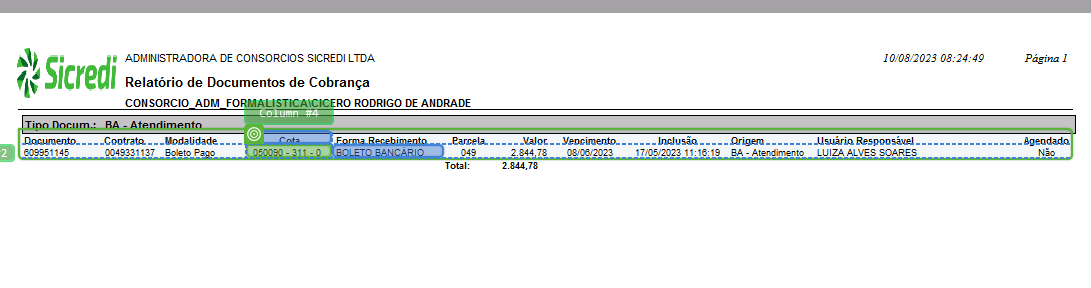 Sicredi
ADMINISTRADORA DE CONSORCIOS SICREDI LTDA
10/08/2023 08:24:49 Página 1
Relatório de Documentos de Cobrança
CONSORCIO_ADM_FORMALISTICA\CICERO RODRIGO DE ANDRADE
Column #4
Tipo Docum.: BA - Atendimento
Documento Contrato Modalidade Cota Forma Recebimento Parcela Valor Vencimento Inclusão Origem Usuário Responsável Agendado
2
609951145 0049331137 Boleto Pago 050090 - 311 - 0 BOLETO BANCÁRIO 049 2.844,78 08/06/2023 17/05/2023 11:16:19 BA - Atendimento LUIZA ALVES SOARES Não
Total: 2.844,78